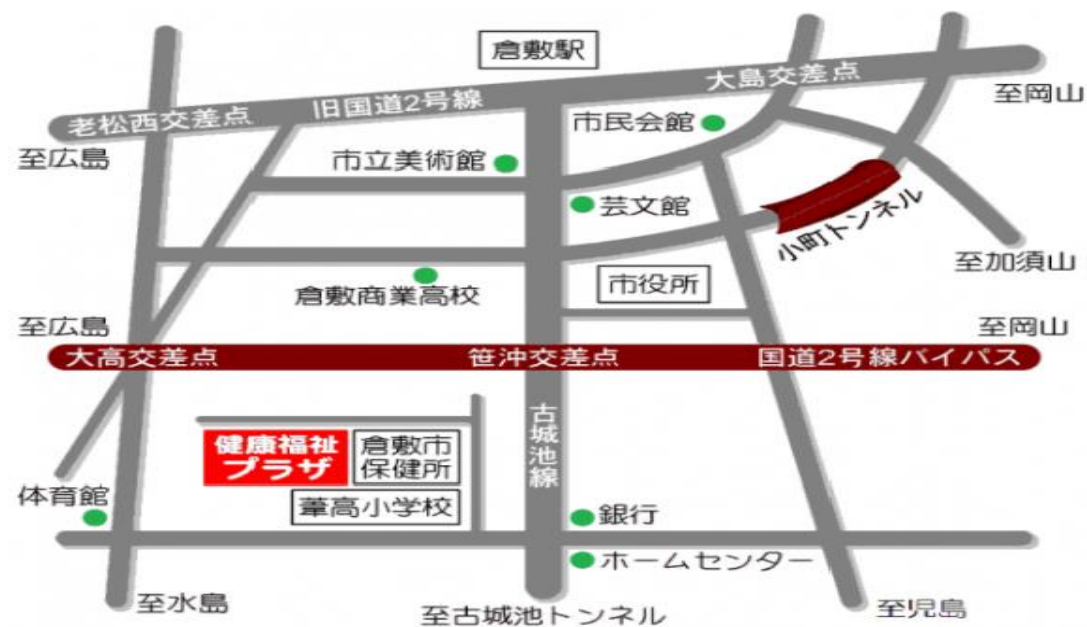 倉敷駅
大島交差点
旧国道2号線
老松西交差点
至岡山
至広島
市民会館
市立美術館
芸文館
小町トンネル
至加須山
市役所
倉敷商業高校
至広島
至岡山
大高交差点
笹沖交差点
国道2号線バイパス
古城池線
健康福祉
プラザ
倉敷市
保健所
葦高小学校
体育館
銀行
ホームセンター
至水島
至古城池トンネル
至児島